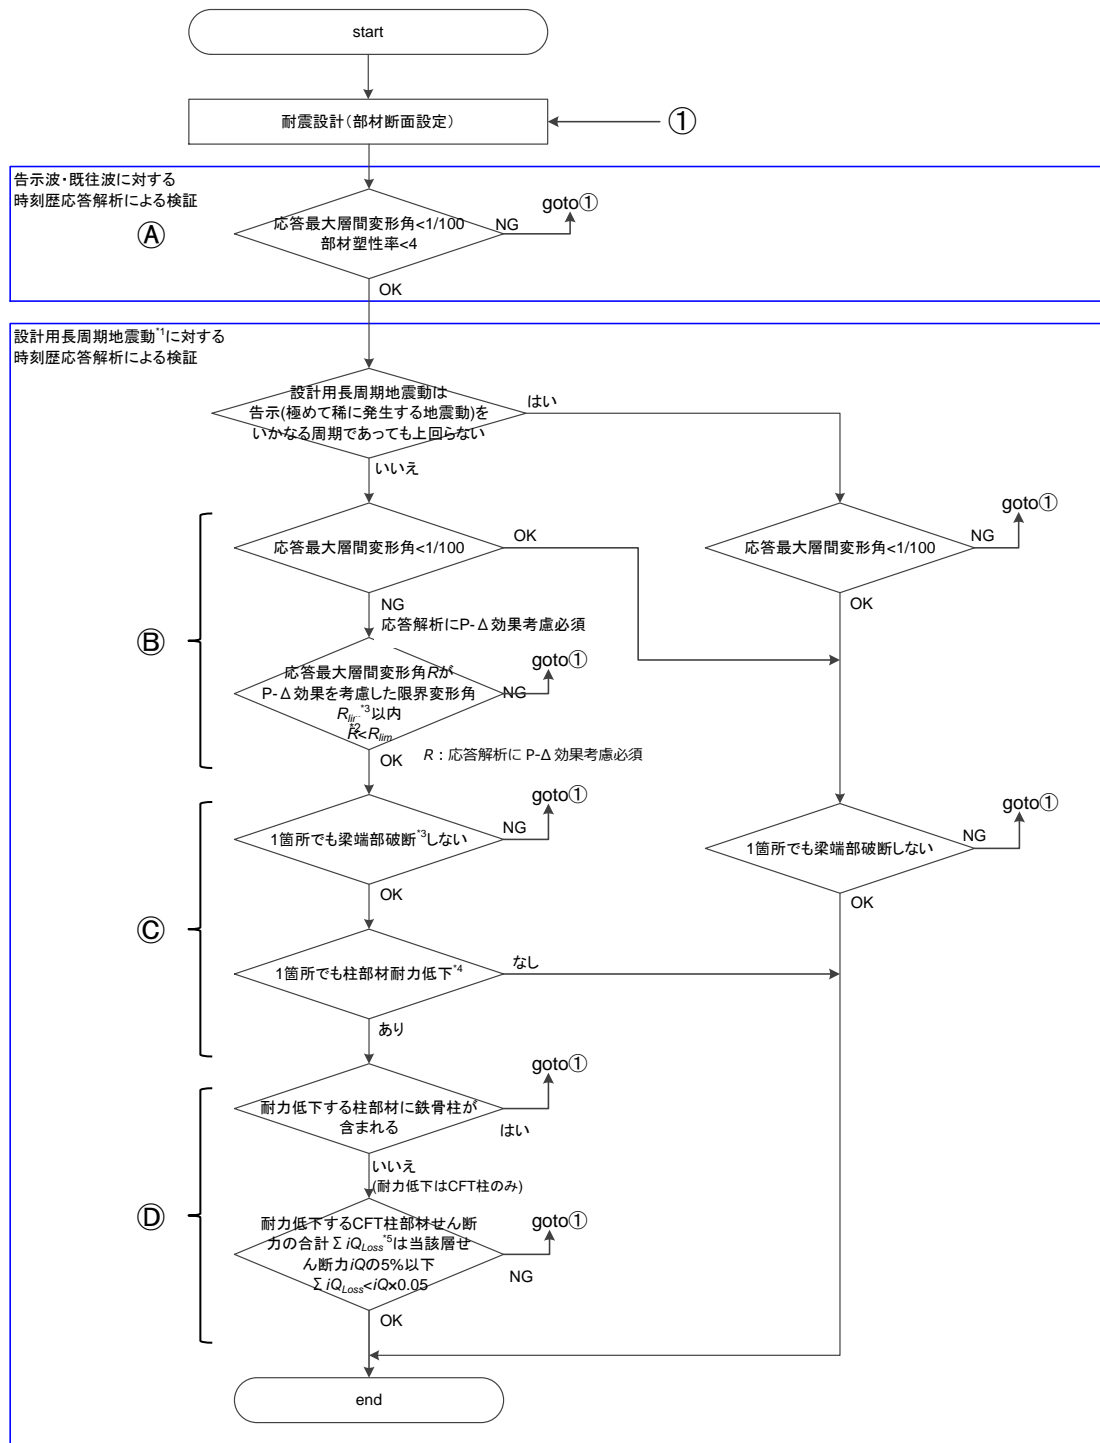 start
耐震設計(部材断面設定)
①
告示波・既往波に対する
時刻歴応答解析による検証
Ⓐ
応答最大層間変形角<1/100
部材塑性率<4
NG
goto①
OK
設計用長周期地震動*1に対する
時刻歴応答解析による検証
設計用長周期地震動は
告示(極めて稀に発生する地震動)を
いかなる周期であっても上回らない
はい
いいえ
Ⓑ
応答最大層間変形角<1/100
OK
NG
応答解析にP-Δ効果考慮必須
応答最大層間変形角<1/100
NG
goto①
OK
応答最大層間変形角Rが
P-Δ効果を考慮した限界変形角
*3以内
R<Rlim
NG
goto①
OK
R：応答解析に P-Δ 効果考慮必須
Ⓒ
1箇所でも梁端部破断*3しない
NG
goto①
OK
1箇所でも梁端部破断しない
NG
goto①
OK
1箇所でも柱部材耐力低下*4
なし
あり
Ⓓ
耐力低下する柱部材に鉄骨柱が
含まれる
goto①
はい
いいえ
(耐力低下はCFT柱のみ)
耐力低下するCFT柱部材せん断
力の合計ΣiQLoss*5は当該層せ
ん断力iQの5%以下
ΣiQLoss<iQ×0.05
goto①
NG
OK
end